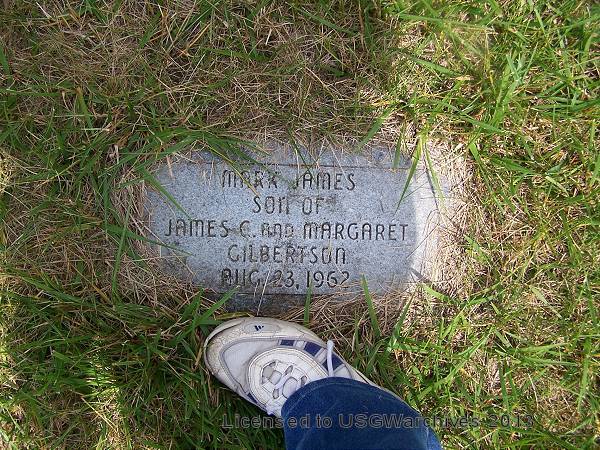 MARK JAMES
SON OF
JAMES C. AND MARGARET
GILBERTSON
AUG. 23, 1962
Licensed to USGWarchives 2013